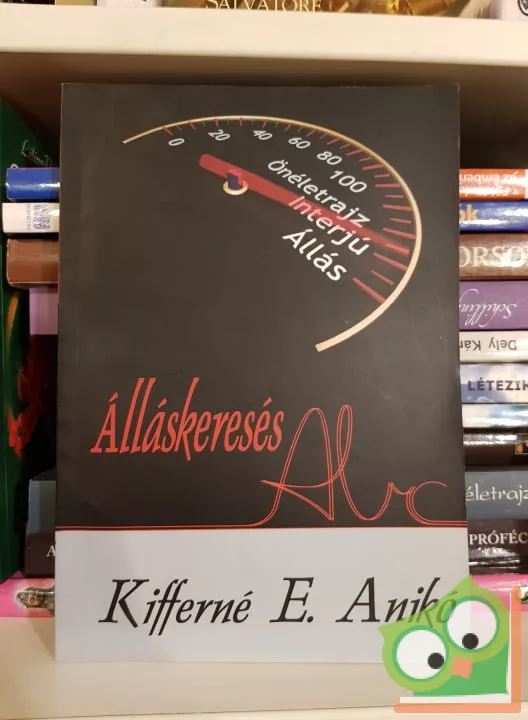 SALVATORE
0 20 40 60 80 100
Önéletrajz
Interjú
Állás
Álláskeresés
Abc
Kifferné E. Anikó
ORSO
Schilling
Dely Kár
LÉTEZIK
életrajz
PRÓFÉC